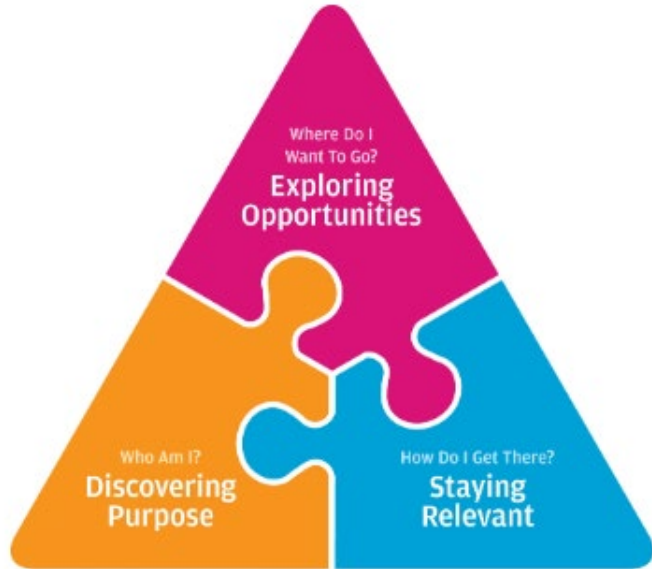 Where Do I
Want To Go?
Exploring
Opportunities
Who Am I?
Discovering
Purpose
How Do I Get There?
Staying
Relevant